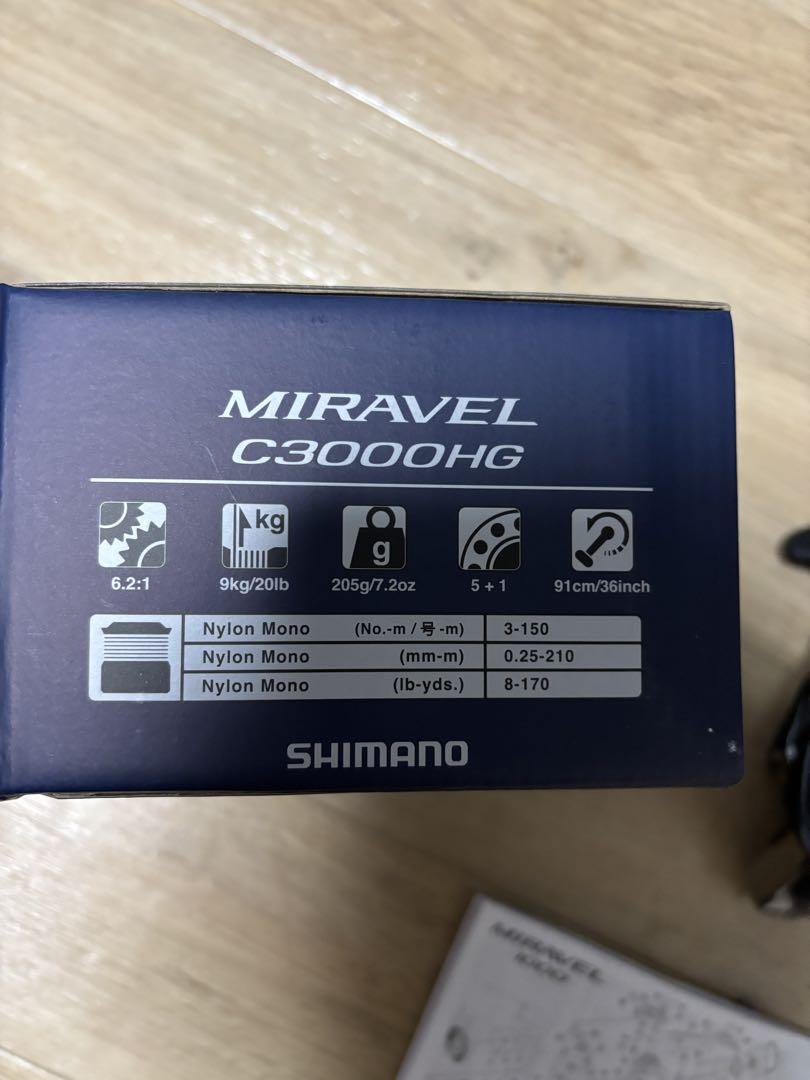 MIRAVEL
C3000HG
kg
g
6.2:1 9kg/20lb 205g/7.2oz 5 + 1 91cm/36inch
Nylon Mono (No.-m / 号 -m) 3-150
Nylon Mono (mm-m) 0.25-210
Nylon Mono (lb-yds.) 8-170
SHIMANO
MIRAVEL